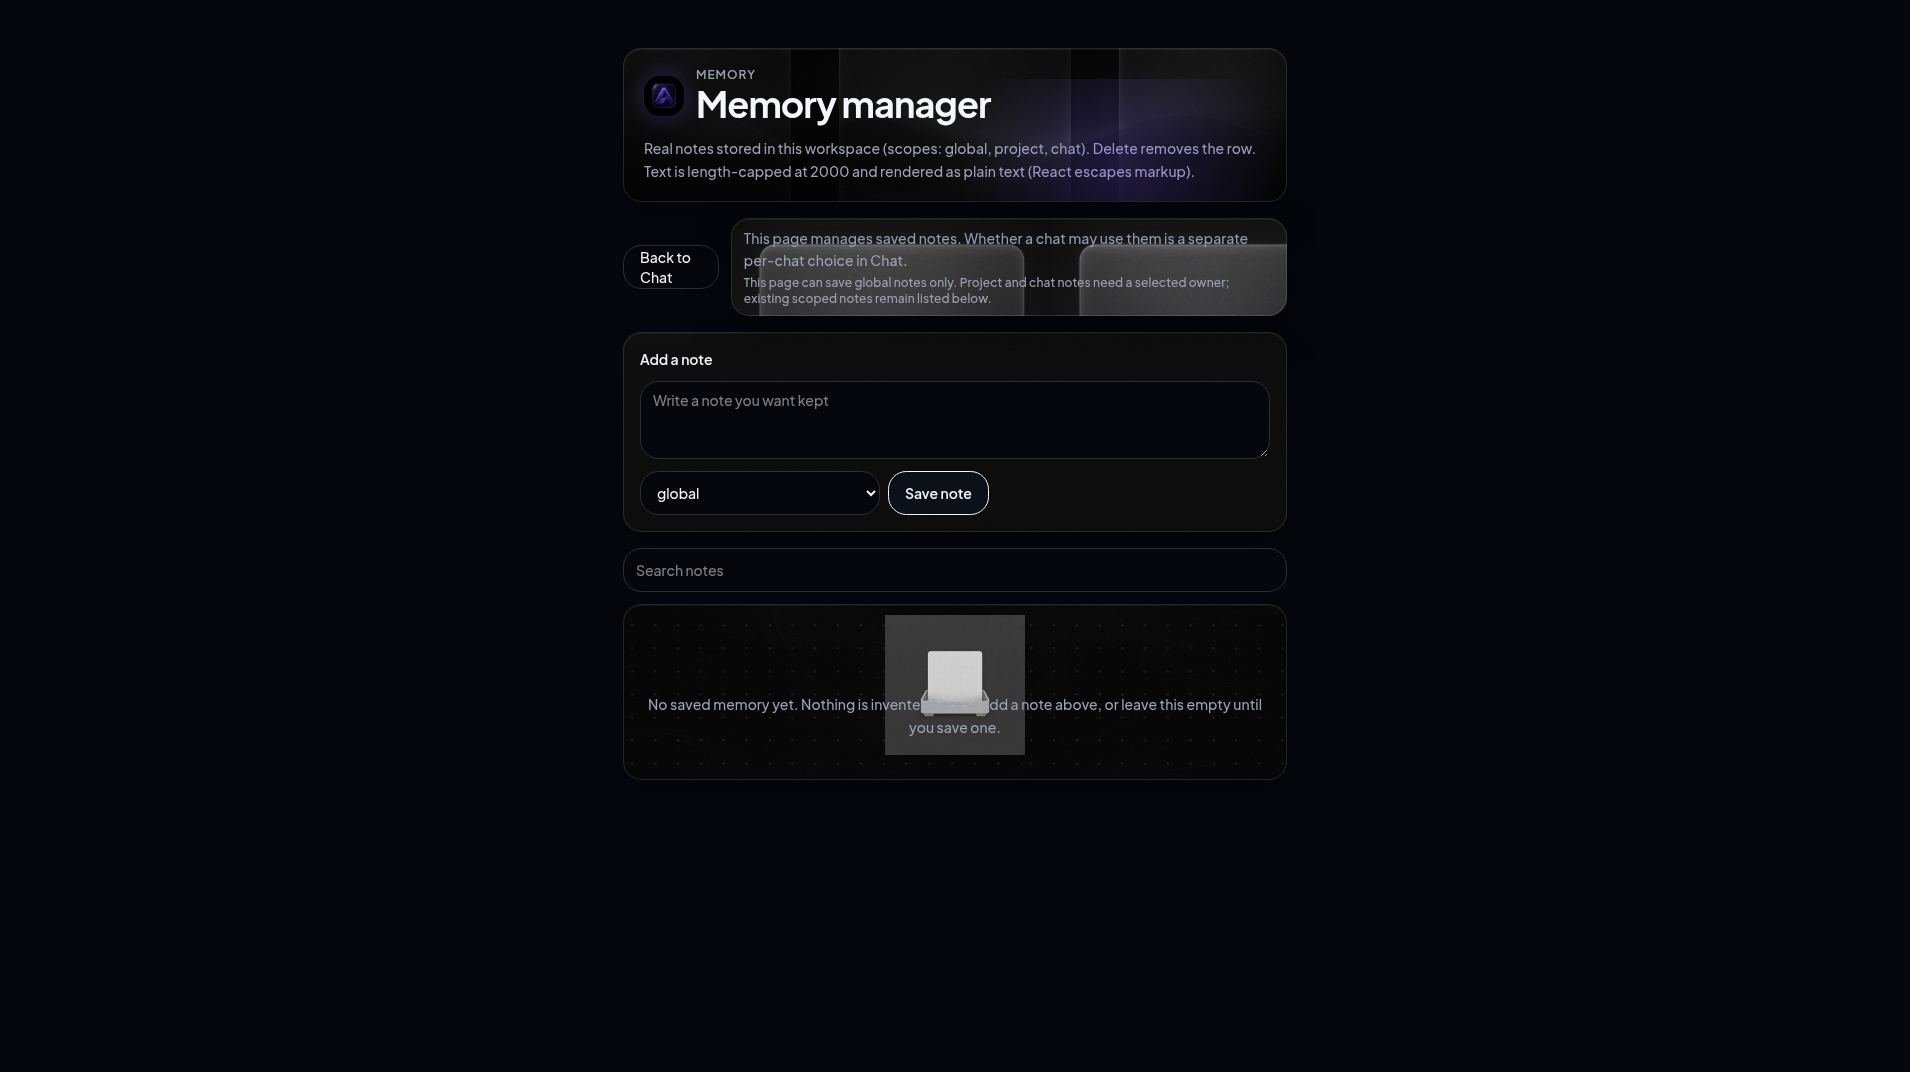 MEMORY
Memory manager
Real notes stored in this workspace (scopes: global, project, chat). Delete removes the row.
Text is length-capped at 2000 and rendered as plain text (React escapes markup).
Back to
Chat
This page manages saved notes. Whether a chat may use them is a separate
per-chat choice in Chat.
This page can save global notes only. Project and chat notes need a selected owner;
existing scoped notes remain listed below.
Add a note
Write a note you want kept
global
Save note
Search notes
No saved memory yet. Nothing is a note above, or leave this empty until
you save one.